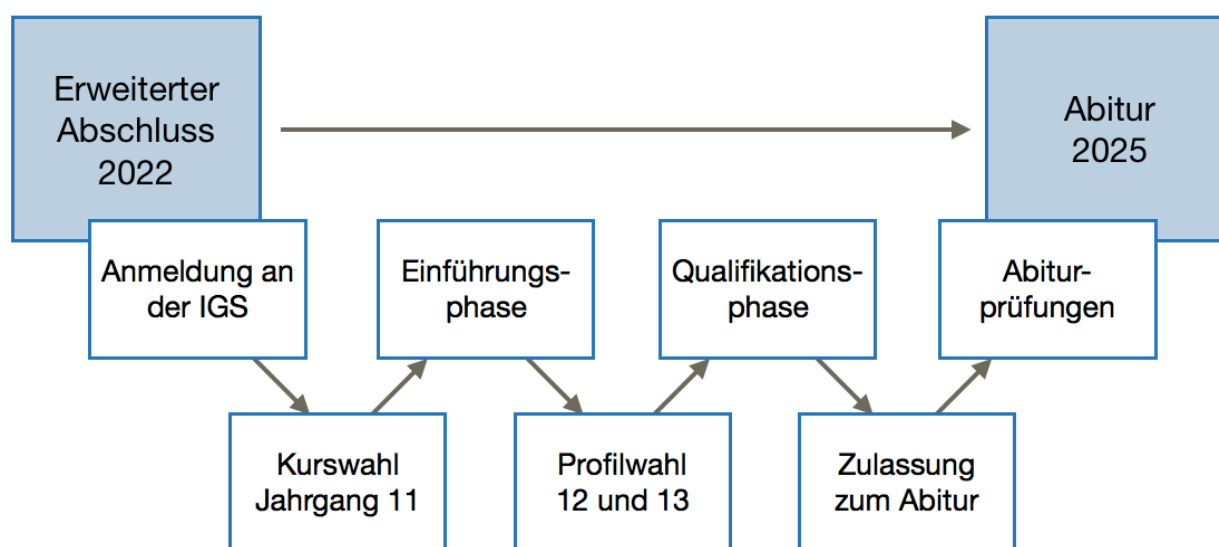 Erweiterter
Abschluss
2022
Abitur
2025
Anmeldung an
der IGS
Einführungs-
phase
Qualifikations-
phase
Abitur-
prüfungen
Kurswahl
Jahrgang 11
Profilwahl
12 und 13
Zulassung
zum Abitur